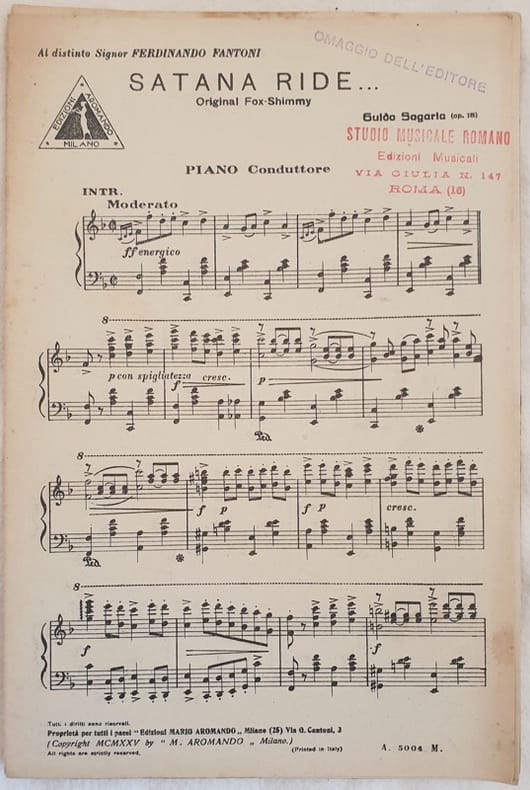 Al distinto Signor FERDINANDO FANTONI
OMAGGIO DELL'EDITORE
SATANA RIDE...
Original Fox-Shimmy
EDIZIONI AROMANDO
MILANO
Guido Sogaria (op. 18)
STUDIO MUSICALE ROMANO
Edizioni Musicali
VIA GIULIA N. 147
ROMA (16)
PIANO Conduttore
INTR.
Moderato
ff energico
8
p con spigliatezza
f cresc.
p
8
f p
f p
cresc.
8
f
f
Tutti i diritti sono riservati.
Proprietà per tutti i paesi "Edizioni MARIO AROMANDO„ Milano (25) Via G. Cantoni, 3
(Copyright MCMXXV by "M. AROMANDO„ Milano.)
(Printed in Italy)
A. 5004 M.
All rights are strictly reserved.